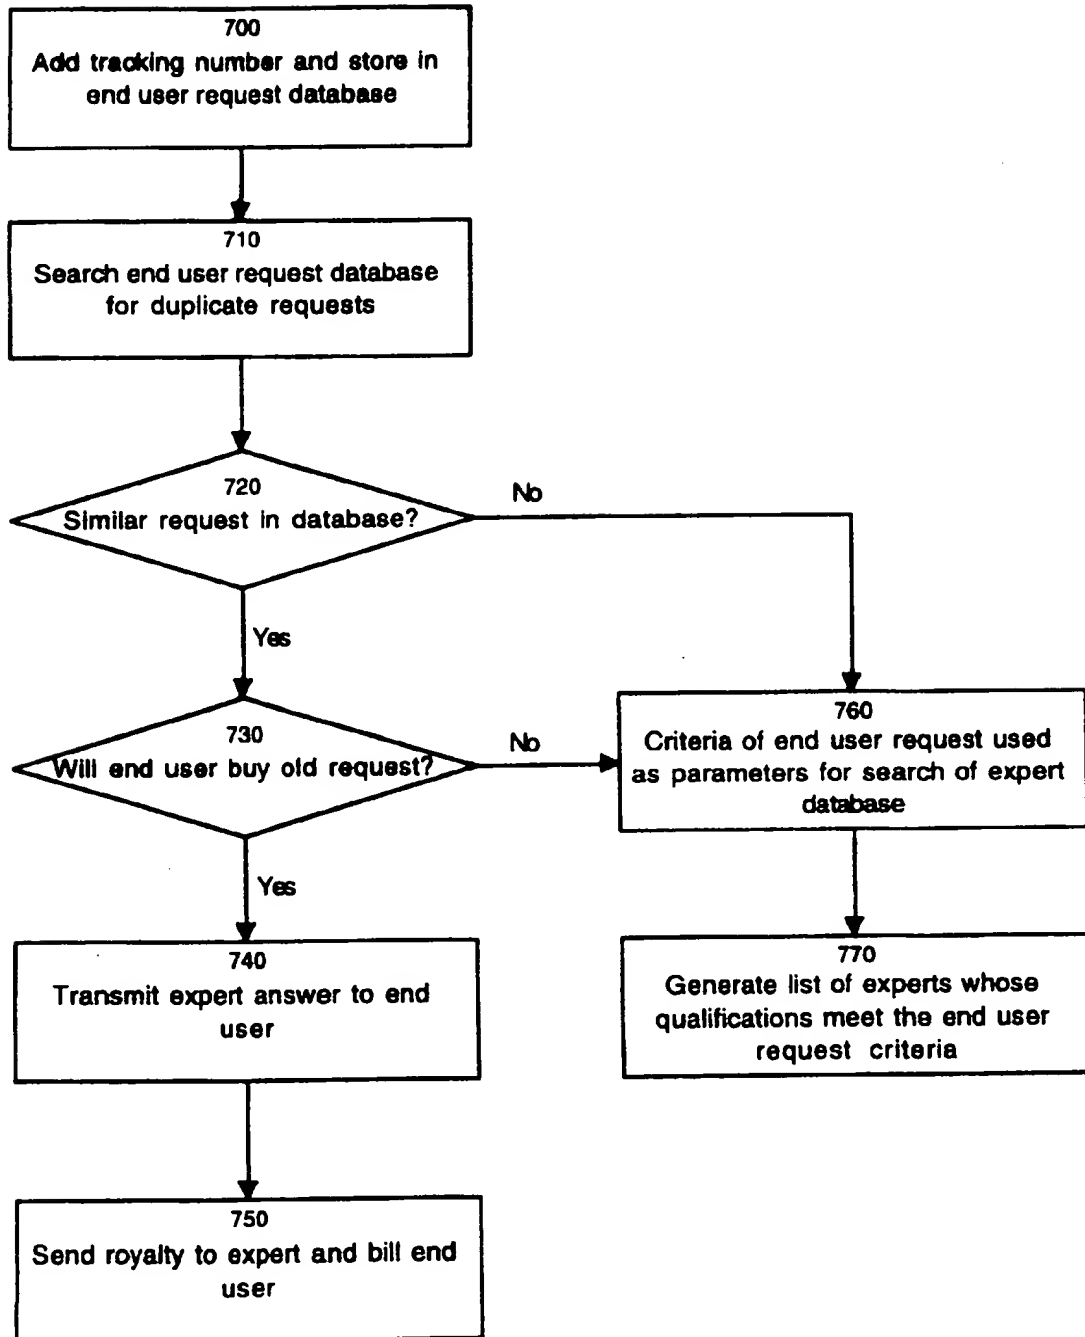 700
Add tracking number and store in
end user request database
710
Search end user request database
for duplicate requests
720
Similar request in database?
No
Yes
730
Will end user buy old request?
No
Yes
760
Criteria of end user request used
as parameters for search of expert
database
740
Transmit expert answer to end
user
770
Generate list of experts whose
qualifications meet the end user
request criteria
750
Send royalty to expert and bill end
user